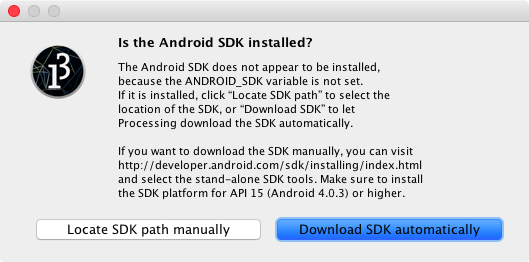 13
Is the Android SDK installed?
The Android SDK does not appear to be installed,
because the ANDROID_SDK variable is not set.
If it is installed, click “Locate SDK path” to select the
location of the SDK, or “Download SDK” to let
Processing download the SDK automatically.
If you want to download the SDK manually, you can visit
http://developer.android.com/sdk/installing/index.html
and select the stand-alone SDK tools. Make sure to install
the SDK platform for API 15 (Android 4.0.3) or higher.
Locate SDK path manually
Download SDK automatically